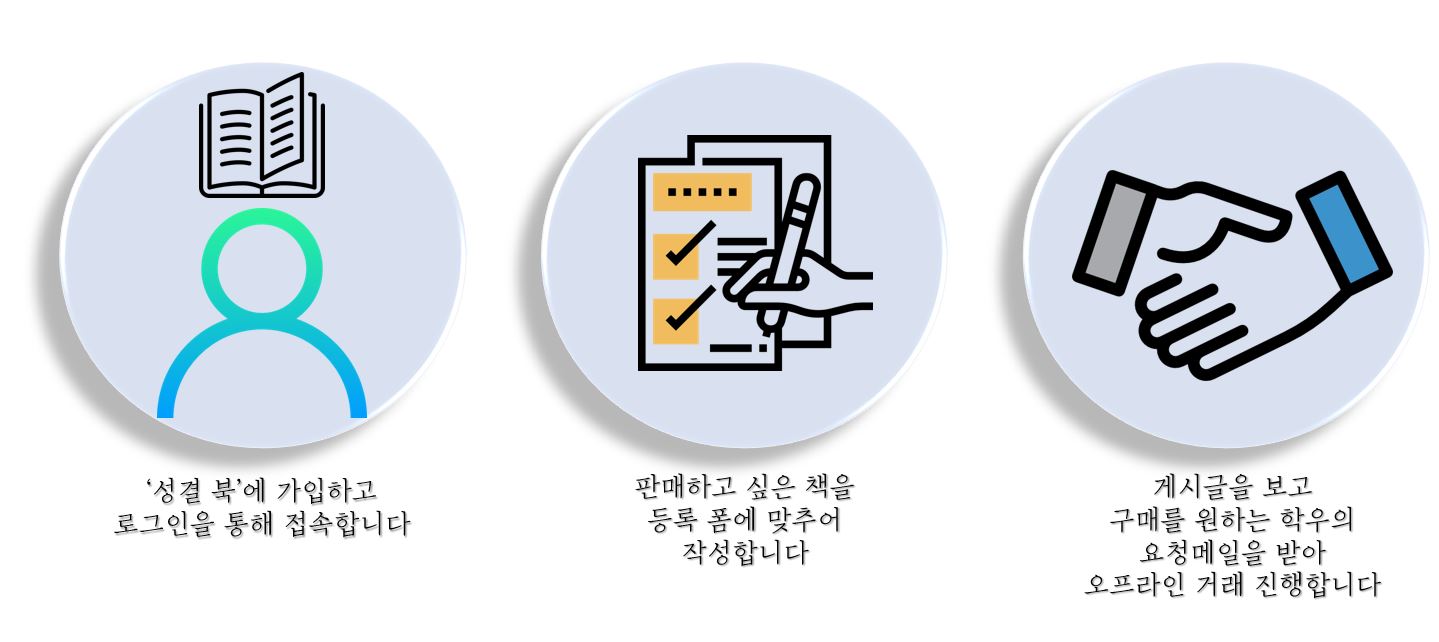 ‘성결 북’에 가입하고
로그인을 통해 접속합니다
판매하고 싶은 책을
등록 폼에 맞추어
작성합니다
게시글을 보고
구매를 원하는 학우의
요청메일을 받아
오프라인 거래 진행합니다